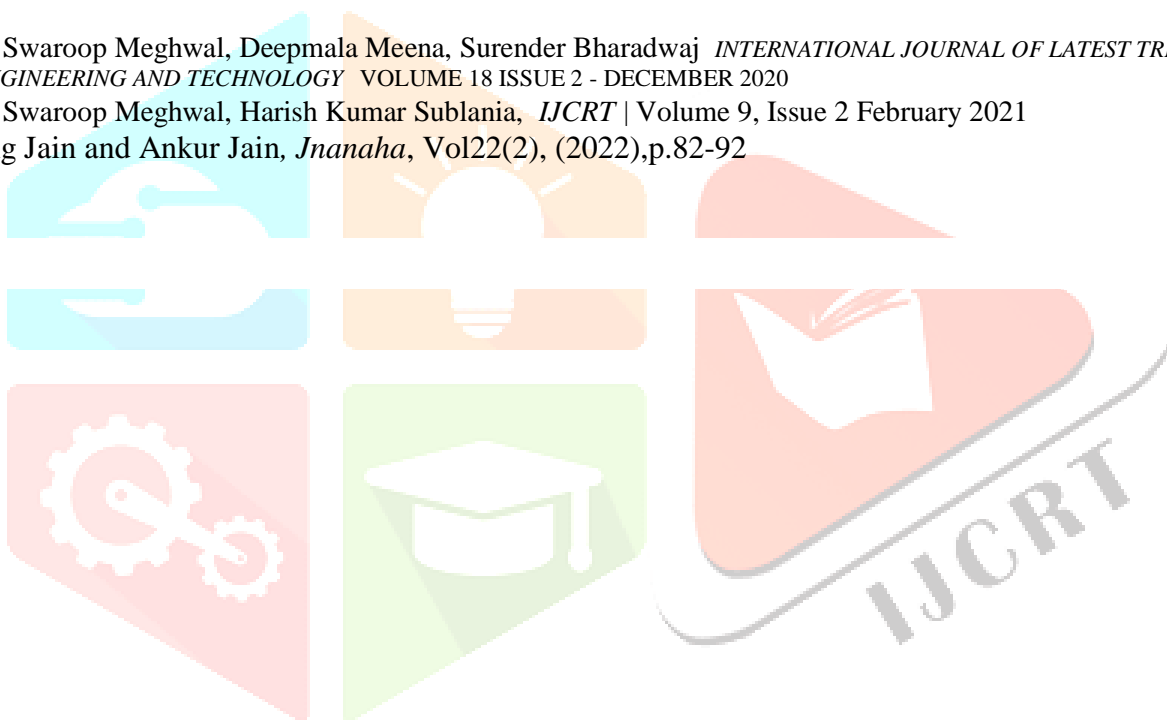 Swaroop Meghwal, Deepmala Meena, Surender Bharadwaj INTERNATIONAL JOURNAL OF LATEST
AND TECHNOLOGY VOLUME 18 ISSUE 2 - DECEMBER 2020
Swaroop Meghwal, Harish Kumar Sublania, IJCRT | Volume 9, Issue 2 February 2021
g Jain and Ankur Jain, Jnanaha, Vol22(2), (2022),p.82-92
IJCRT